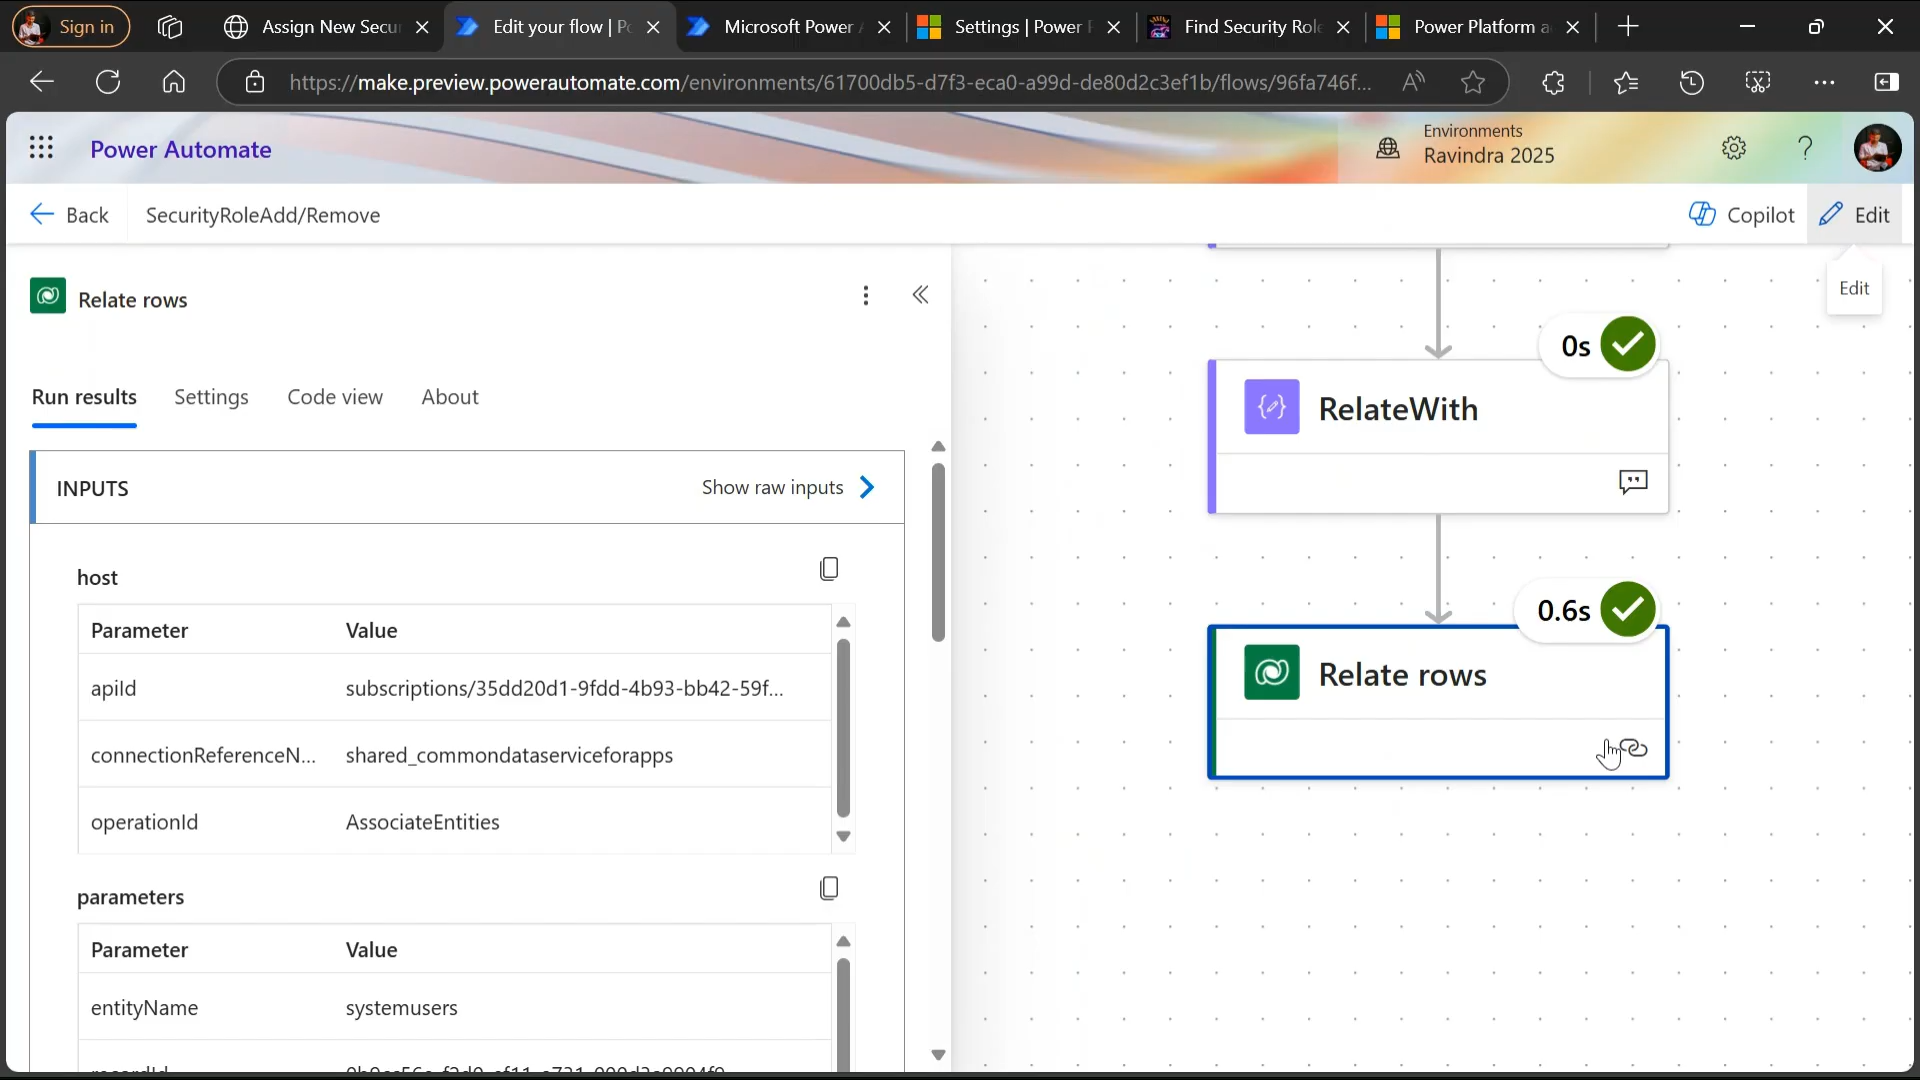 Sign in
Assign New Secu
Edit your flow | Po
Microsoft Power A
Settings | Power P
Find Security Role
Power Platform a
https://make.preview.powerautomate.com/environments/61700db5-d7f3-eca0-a99d-de80d2c3ef1b/flows/96fa746f...
Power Automate
Environments
Ravindra 2025
Back
SecurityRoleAdd/Remove
Copilot
Edit
Edit
Relate rows
Run results
Settings
Code view
About
INPUTS
Show raw inputs
host
Parameter Value
apiId subscriptions/35dd20d1-9fdd-4b93-bb42-59f...
connectionReferenceN... shared_commondataserviceforapps
operationId AssociateEntities
parameters
Parameter Value
entityName systemusers
0s
RelateWith
0.6s
Relate rows